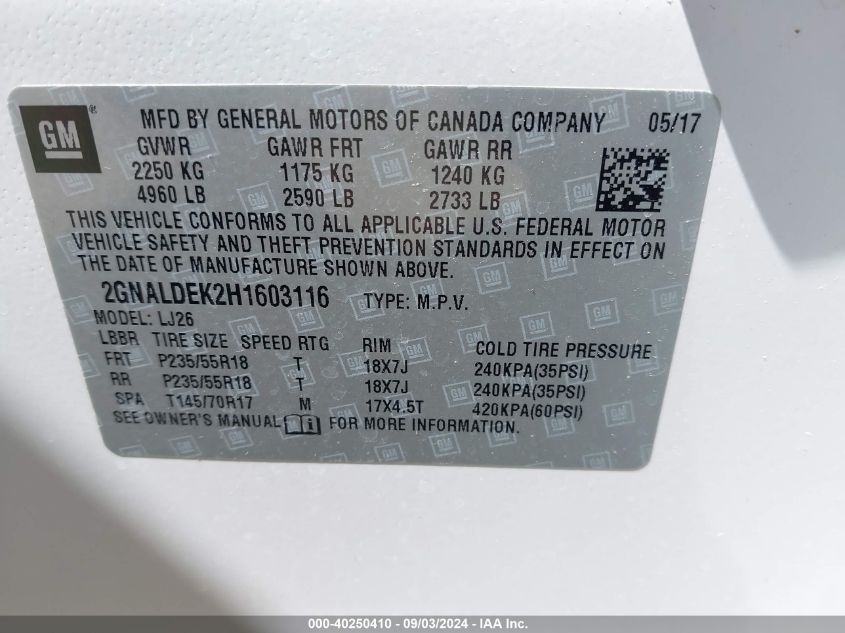 GM®
MFD BY GENERAL MOTORS OF CANADA COMPANY 05/17
GVWR GAWR FRT GAWR RR
2250 KG 1175 KG 1240 KG
4960 LB 2590 LB 2733 LB
THIS VEHICLE CONFORMS TO ALL APPLICABLE U.S. FEDERAL MOTOR
VEHICLE SAFETY AND THEFT PREVENTION STANDARDS IN EFFECT ON
THE DATE OF MANUFACTURE SHOWN ABOVE.
2GNALDEK2H1603116 TYPE: M.P.V.
MODEL: LJ26
LBBR TIRE SIZE SPEED RTG RIM COLD TIRE PRESSURE
FRT P235/55R18 T 18X7J 240KPA(35PSI)
RR P235/55R18 T 18X7J 240KPA(35PSI)
SPA T145/70R17 M 17X4.5T 420KPA(60PSI)
SEE OWNER'S MANUAL FOR MORE INFORMATION.
000-40250410 - 09/03/2024 - IAA Inc.